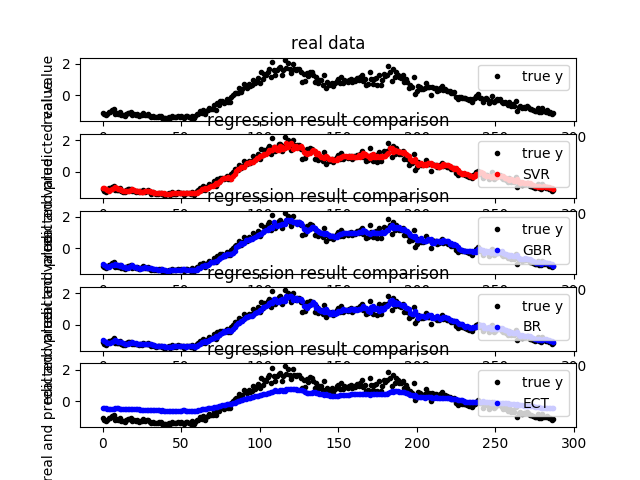 real data
real value
2
0
true y
0
50
100
150
200
250
300
regression result comparison
2
0
true y
SVR
regression result comparison
2
0
true y
GBR
regression result comparison
2
0
true y
BR
regression result comparison
real and predicted value
2
0
true y
ECT
0
50
100
150
200
250
300